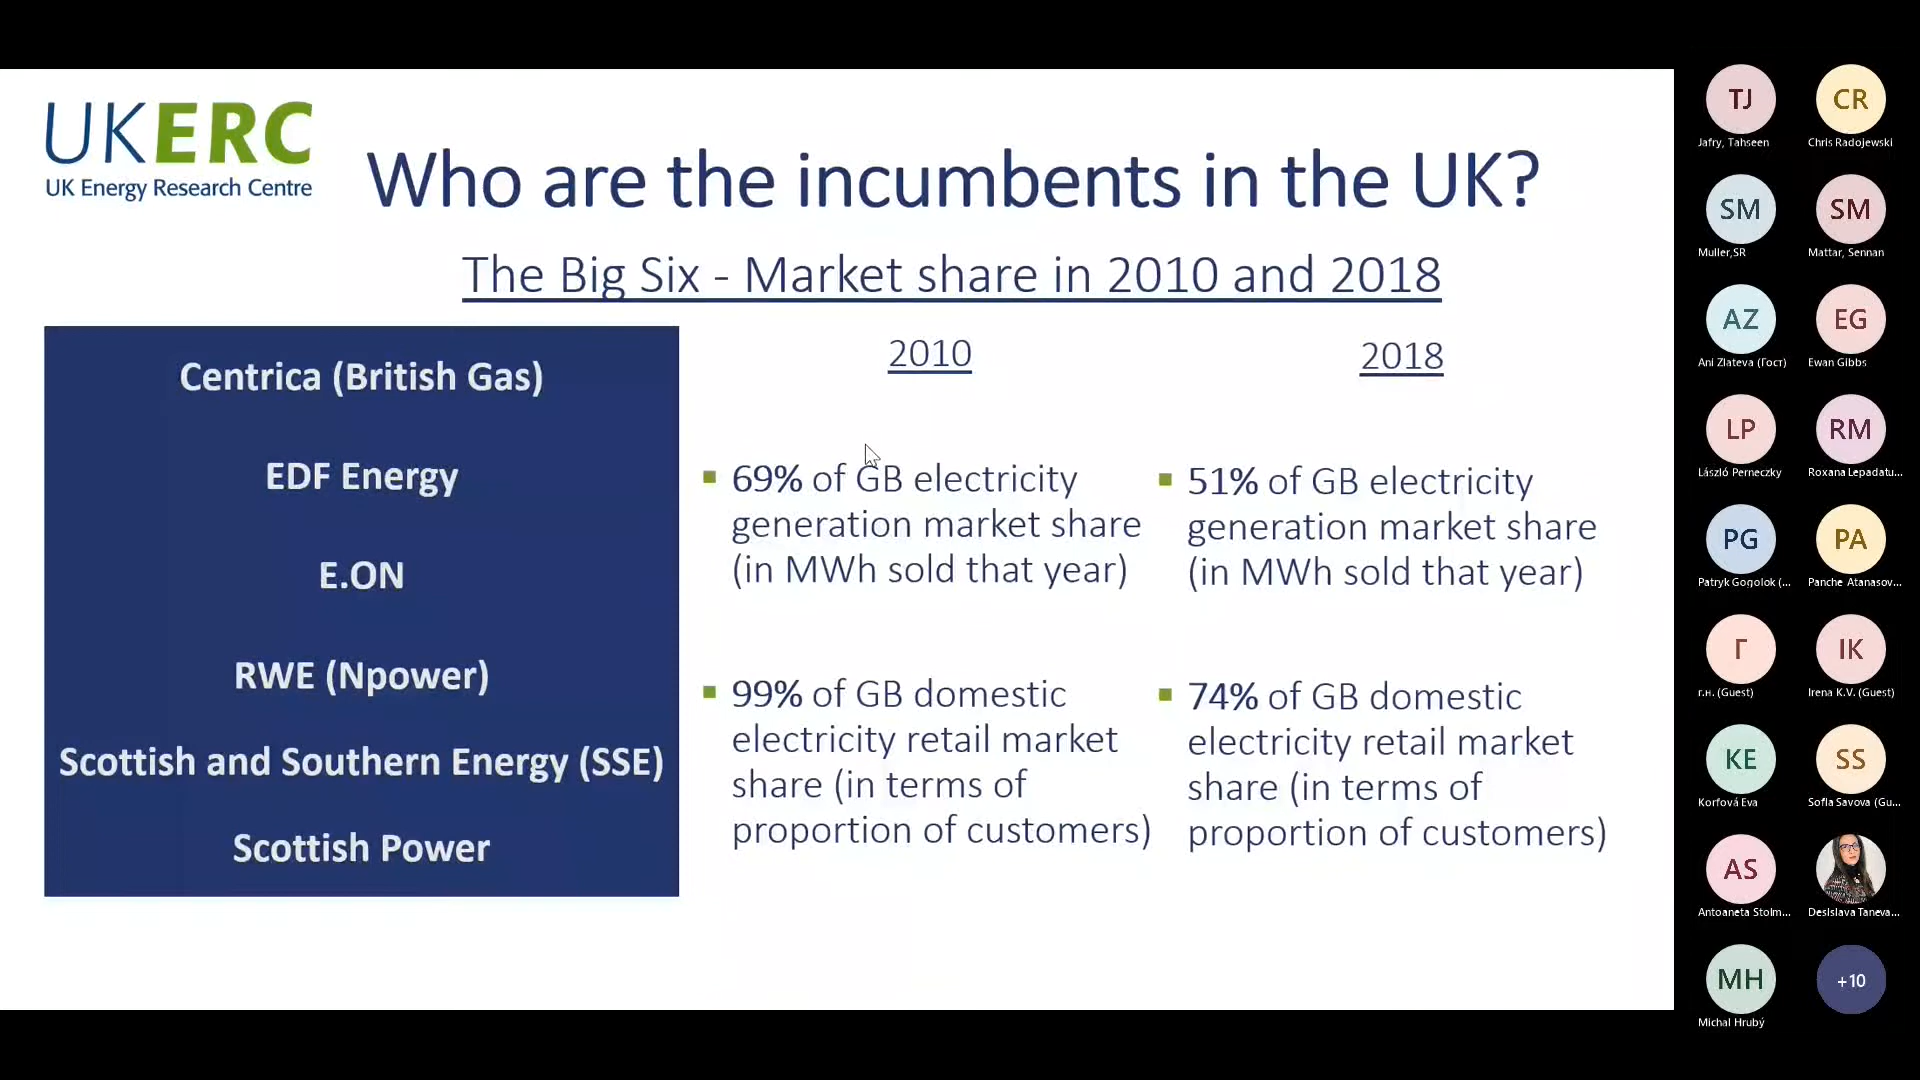 UKERC
UK Energy Research Centre
Who are the incumbents in the UK?
The Big Six - Market share in 2010 and 2018
Centrica (British Gas)
EDF Energy
E.ON
RWE (Npower)
Scottish and Southern Energy (SSE)
Scottish Power
2010
69% of GB electricity
generation market share
(in MWh sold that year)
99% of GB domestic
electricity retail market
share (in terms of
proportion of customers)
2018
51% of GB electricity
generation market share
(in MWh sold that year)
74% of GB domestic
electricity retail market
share (in terms of
proportion of customers)
TJ
Jafry, Tahseen
CR
Chris Radojewski
SM
Muller,SR
SM
Mattar, Sennan
AZ
Ani Zlateva (Гост)
EG
Ewan Gibbs
LP
László Perneczky
RM
Roxana Lepadatu...
PG
Patryk Gogolok (...
PA
Panche Atanasov...
Г
г.н. (Guest)
IK
Irena K.V. (Guest)
KE
Korfová Eva
SS
Sofia Savova (Gu...
AS
Antoaneta Stoim...
Desislava Taneva...
MH
Michal Hrubý
+10